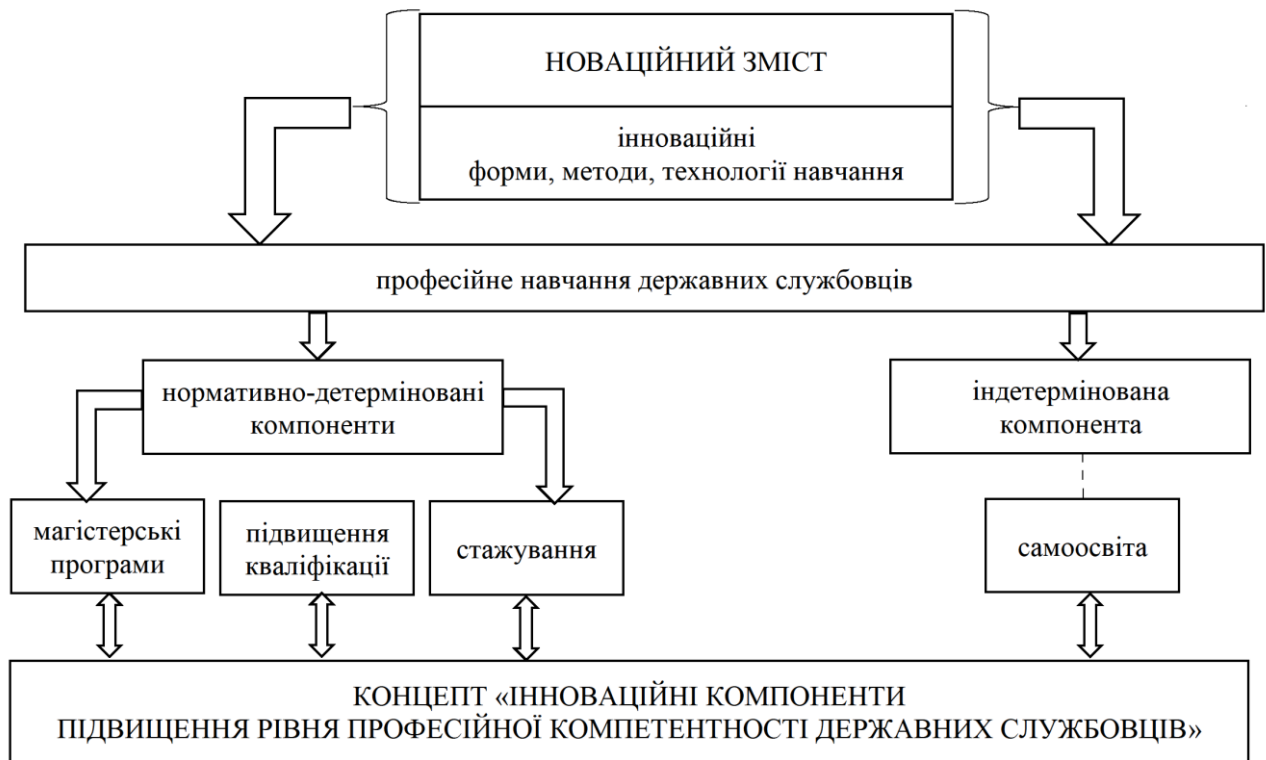 НОВАЦІЙНИЙ ЗМІСТ
інноваційні
форми, методи, технології навчання
професійне навчання державних службовців
нормативно-детерміновані
компоненти
індетермінована
компонента
магістерські
програми
підвищення
кваліфікації
стажування
самоосвіта
КОНЦЕПТ «ІННОВАЦІЙНІ КОМПОНЕНТИ
ПІДВИЩЕННЯ РІВНЯ ПРОФЕСІЙНОЇ КОМПЕТЕНТНОСТІ ДЕРЖАВНИХ СЛУЖБОВЦІВ»